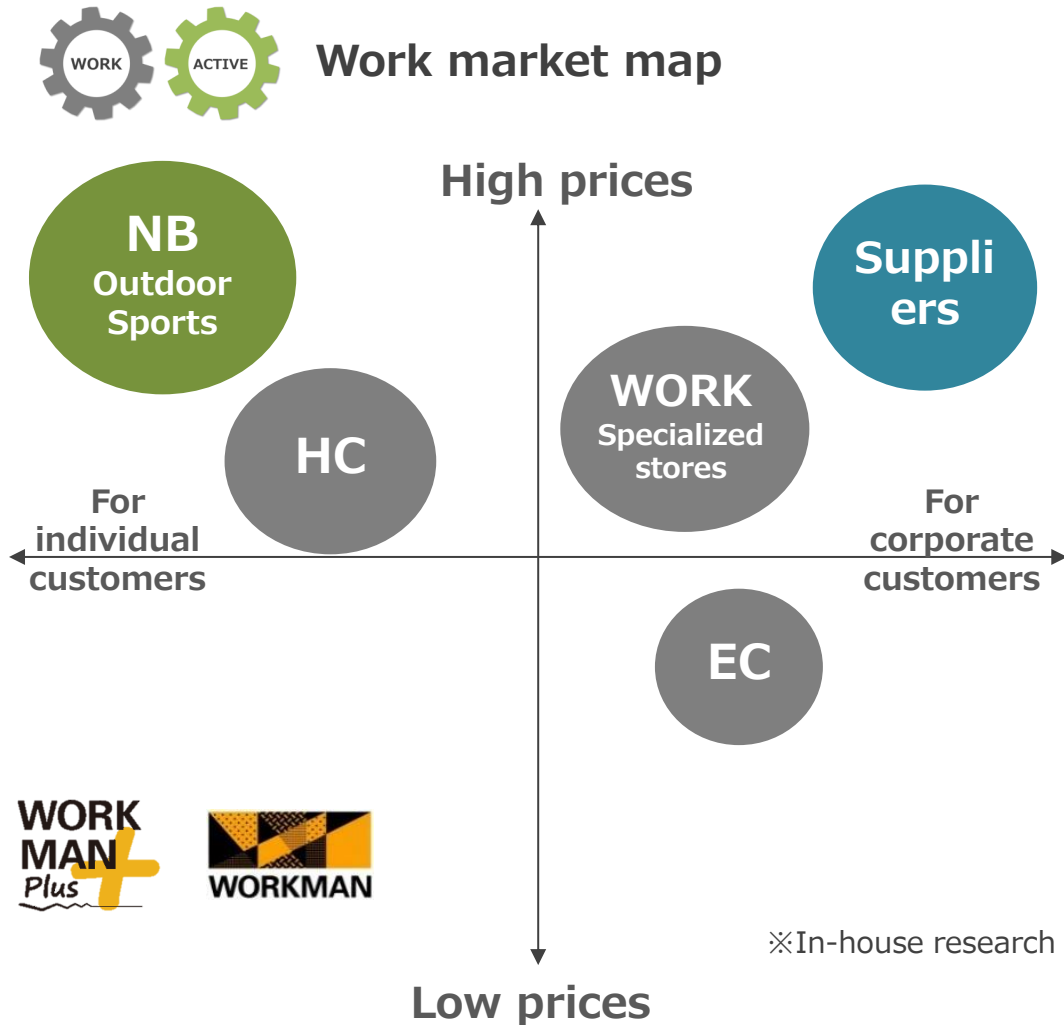 WORK
ACTIVE
Work market map
High prices
NB
Outdoor
Sports
Suppli
ers
WORK
Specialized
stores
HC
For
individual
customers
For
corporate
customers
EC
WORK
MAN
Plus
WORKMAN
※In-house research
Low prices